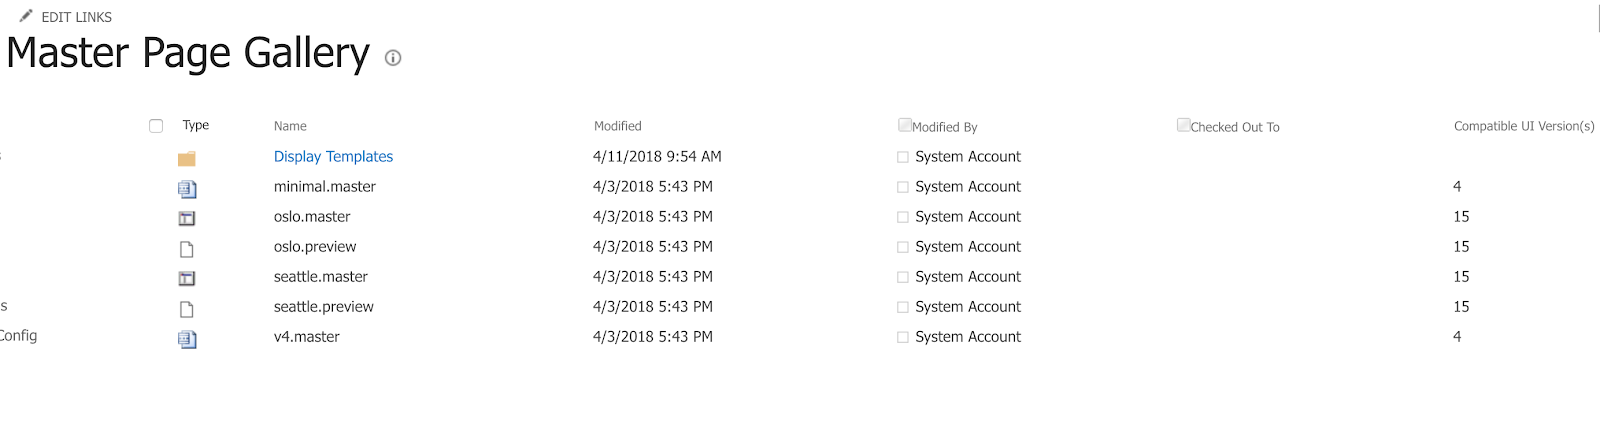 EDIT LINKS
Master Page Gallery
Type Name Modified Modified By Checked Out To Compatible UI Version(s)
Display Templates 4/11/2018 9:54 AM System Account
minimal.master 4/3/2018 5:43 PM System Account 4
oslo.master 4/3/2018 5:43 PM System Account 15
oslo.preview 4/3/2018 5:43 PM System Account 15
seattle.master 4/3/2018 5:43 PM System Account 15
s seattle.preview 4/3/2018 5:43 PM System Account 15
Config v4.master 4/3/2018 5:43 PM System Account 4